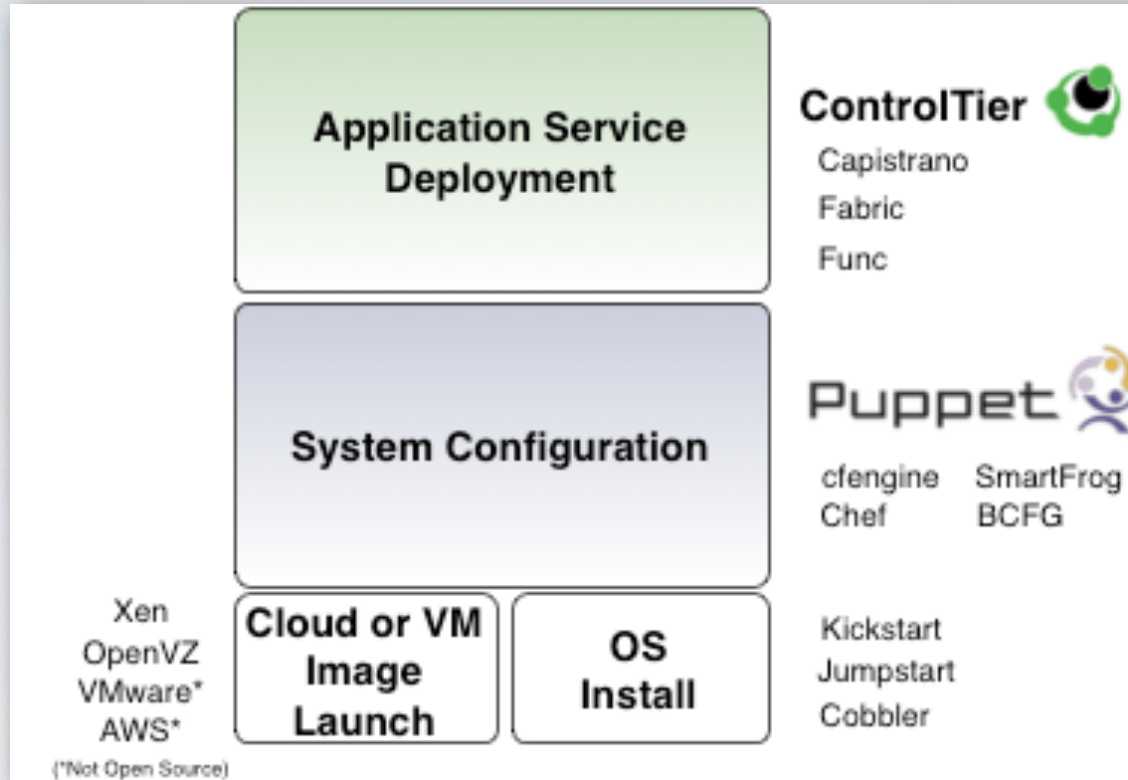 Application Service
Deployment
ControlTier
Capistrano
Fabric
Func
System Configuration
Puppet
cfengine SmartFrog
Chef BCFG
Xen
OpenVZ
VMware*
AWS*
(*Not Open Source)
Cloud or VM
Image
Launch
OS
Install
Kickstart
Jumpstart
Cobbler